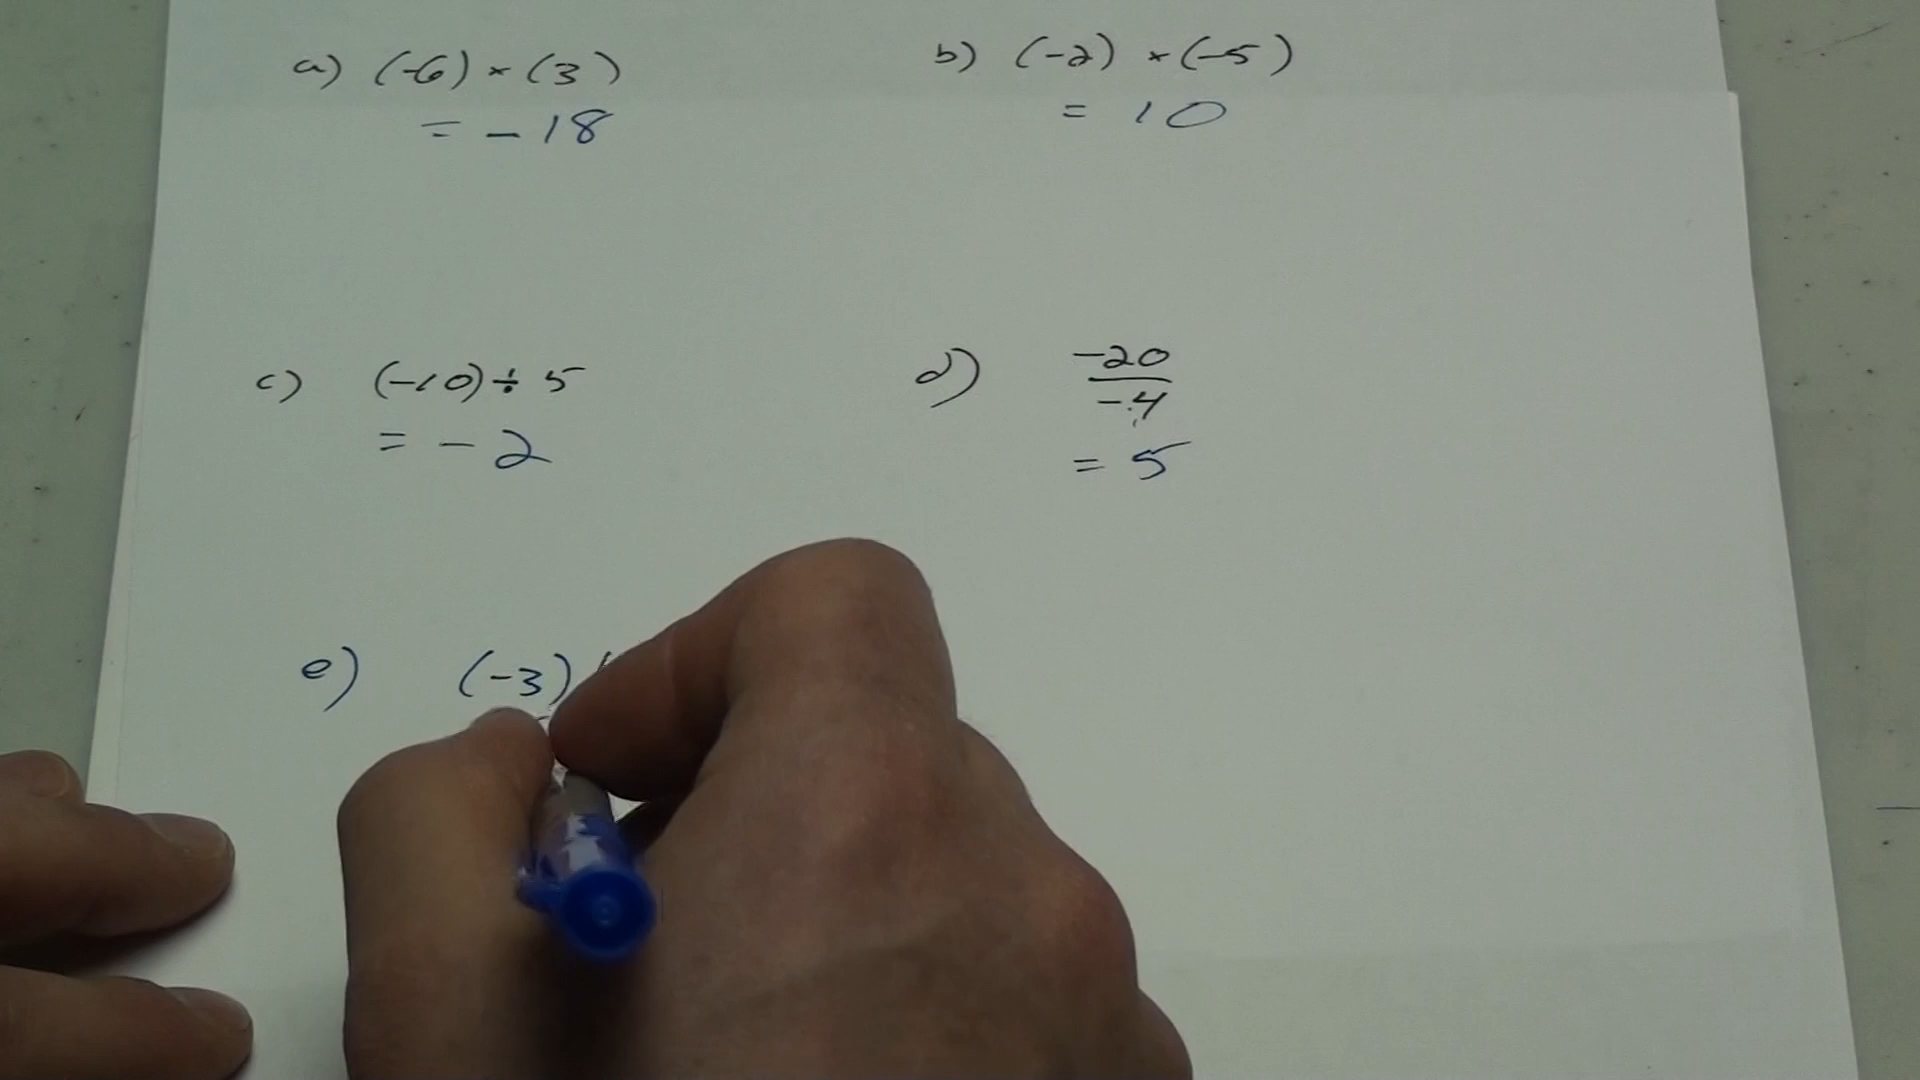 a) (-6) × (3)
= -18
b) (-2) × (-5)
= 10
c) (-10) ÷ 5
= -2
d) -20
-4
= 5
e) (-3) (